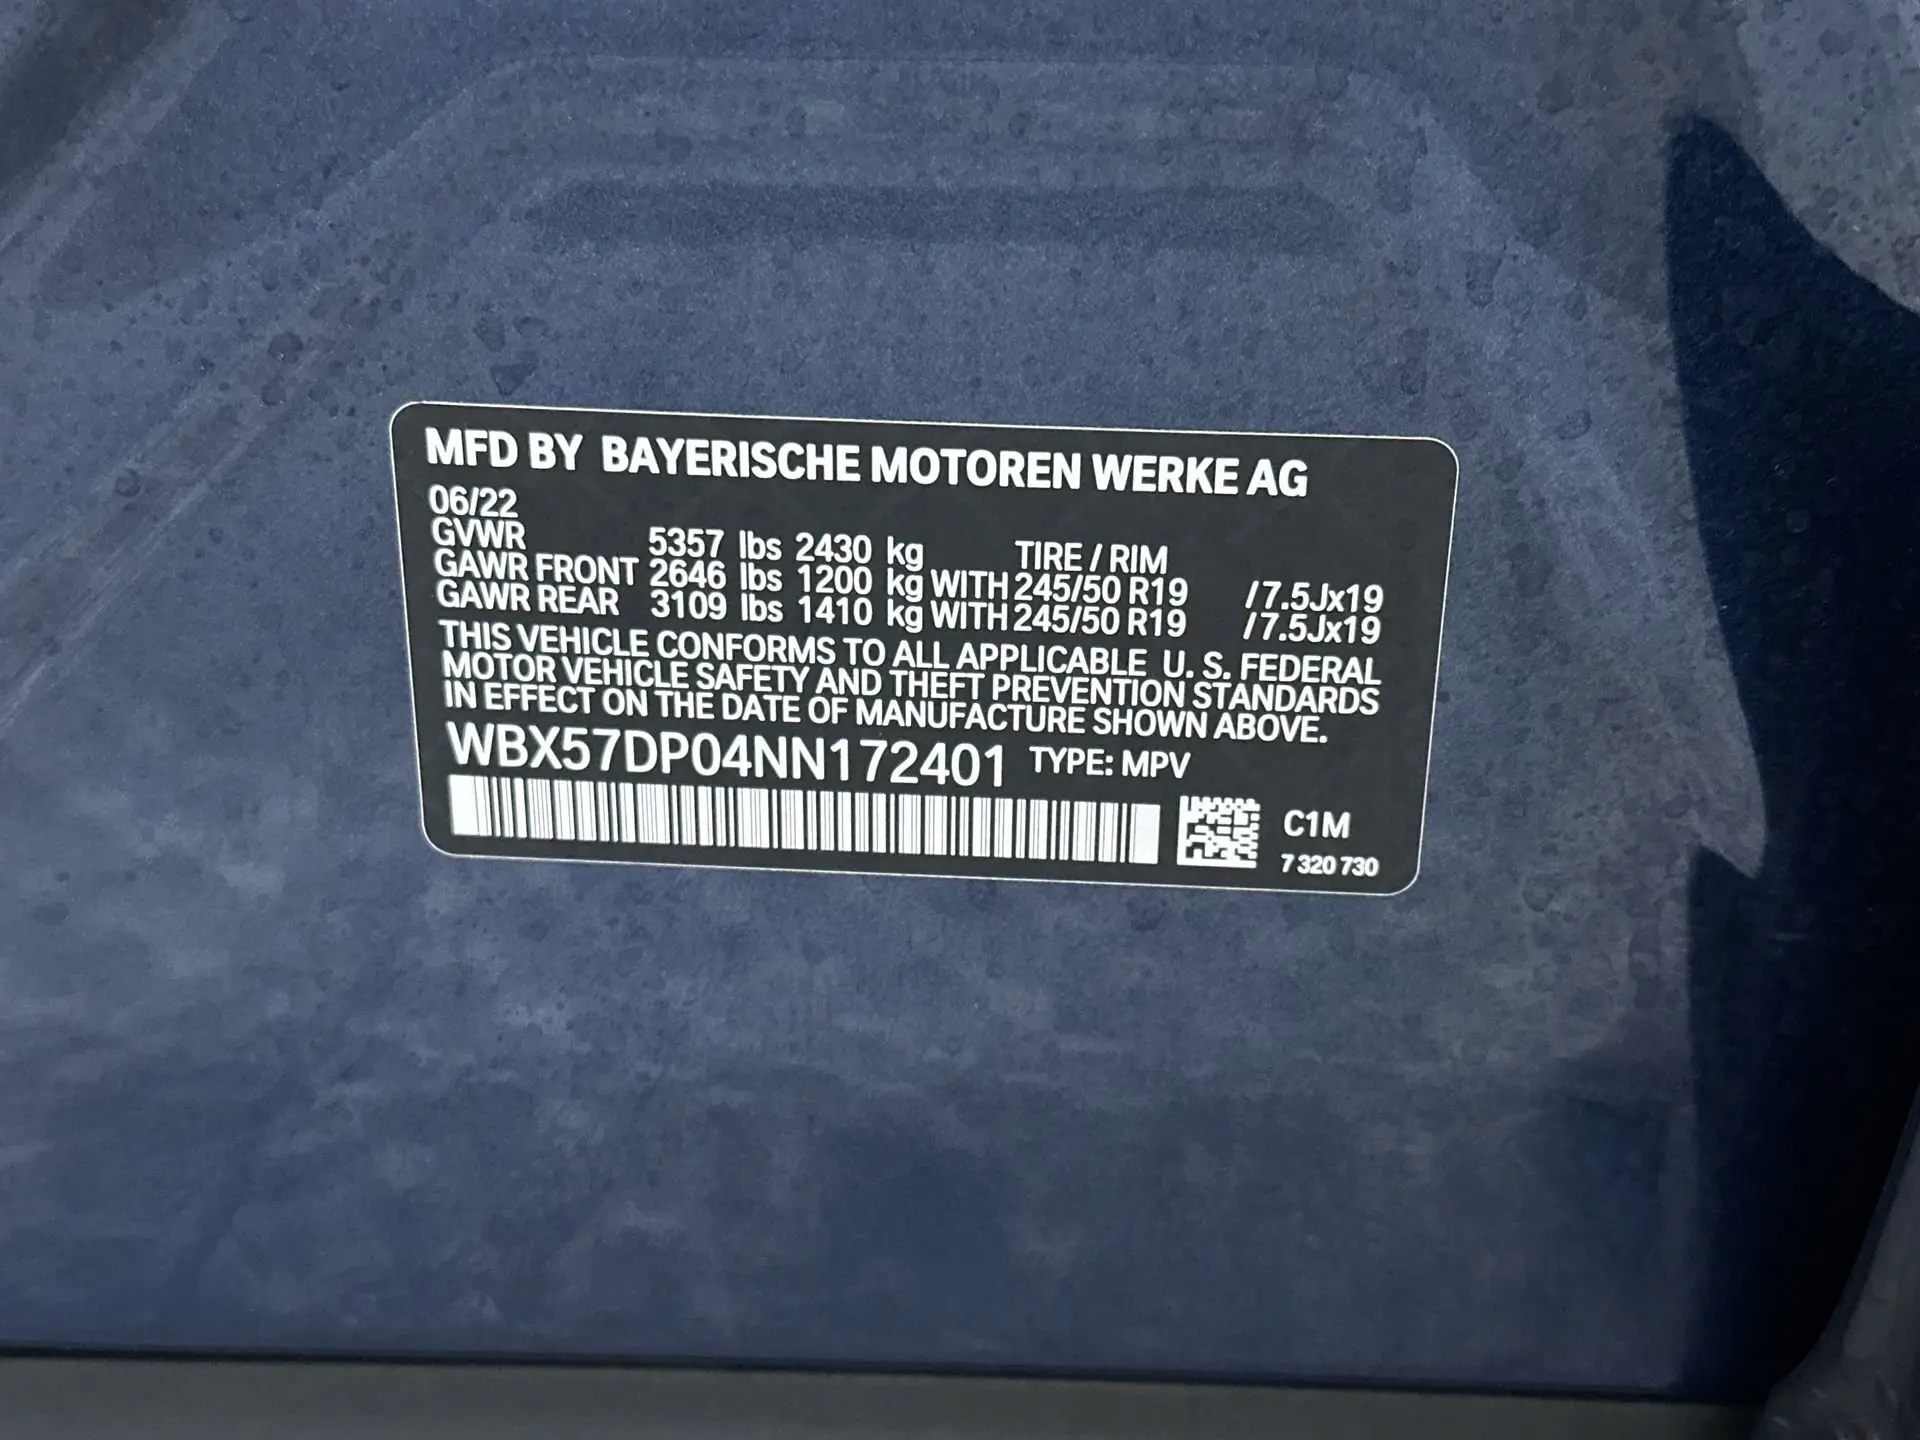 MFD BY BAYERISCHE MOTOREN WERKE AG
06/22
GVWR 5357 lbs 2430 kg TIRE / RIM
GAWR FRONT 2646 lbs 1200 kg WITH 245/50 R19 / 7.5Jx19
GAWR REAR 3109 lbs 1410 kg WITH 245/50 R19 / 7.5Jx19
THIS VEHICLE CONFORMS TO ALL APPLICABLE U. S. FEDERAL
MOTOR VEHICLE SAFETY AND THEFT PREVENTION STANDARDS
IN EFFECT ON THE DATE OF MANUFACTURE SHOWN ABOVE.
WBX57DP04NN172401 TYPE: MPV
C1M
7 320 730